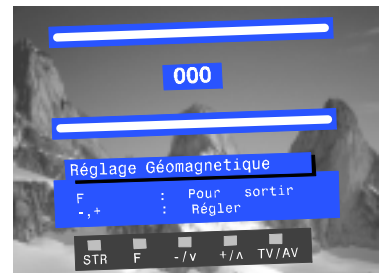 000
Réglage Géomagnetique
F : Pour sortir
-,+ : Régler
STR F -/v +/ʌ TV/AV